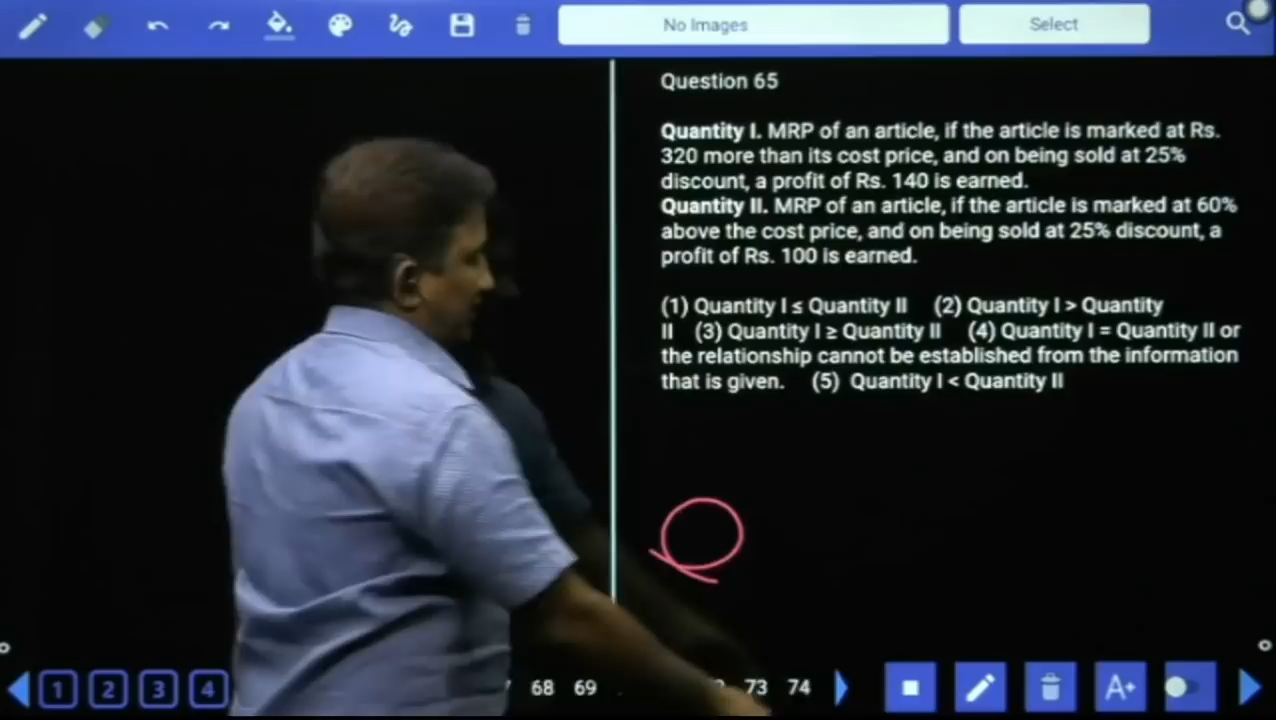 No Images
Select
Question 65
Quantity I. MRP of an article, if the article is marked at Rs.
320 more than its cost price, and on being sold at 25%
discount, a profit of Rs. 140 is earned.
Quantity II. MRP of an article, if the article is marked at 60%
above the cost price, and on being sold at 25% discount, a
profit of Rs. 100 is earned.
(1) Quantity I ≤ Quantity II (2) Quantity I > Quantity
II (3) Quantity I ≥ Quantity II (4) Quantity I = Quantity II or
the relationship cannot be established from the information
that is given. (5) Quantity I < Quantity II
1 2 3 4 68 69 73 74 A+